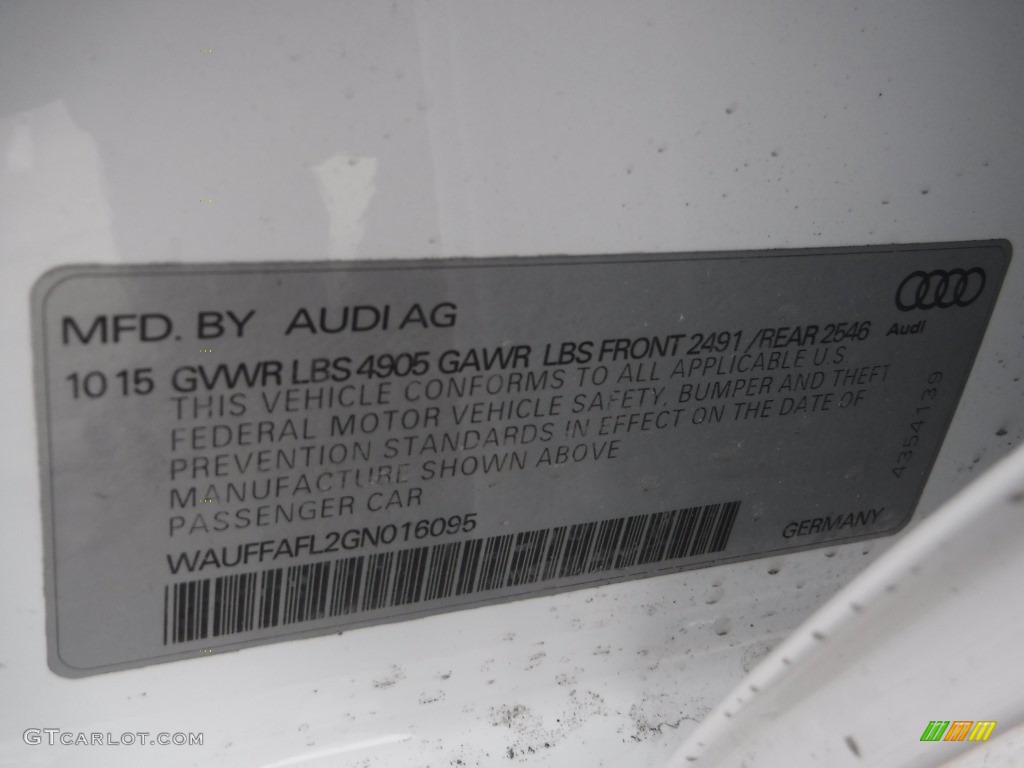 MFD. BY AUDI AG
Audi
10 15 GVWR LBS 4905 GAWR LBS FRONT 2491 /REAR 2546
THIS VEHICLE CONFORMS TO ALL APPLICABLE U.S
FEDERAL MOTOR VEHICLE SAFETY, BUMPER AND THEFT
PREVENTION STANDARDS IN EFFECT ON THE DATE OF
MANUFACTURE SHOWN ABOVE
PASSENGER CAR
WAUFFAFL2GN016095
GERMANY
4354139
GTCARLOT.COM